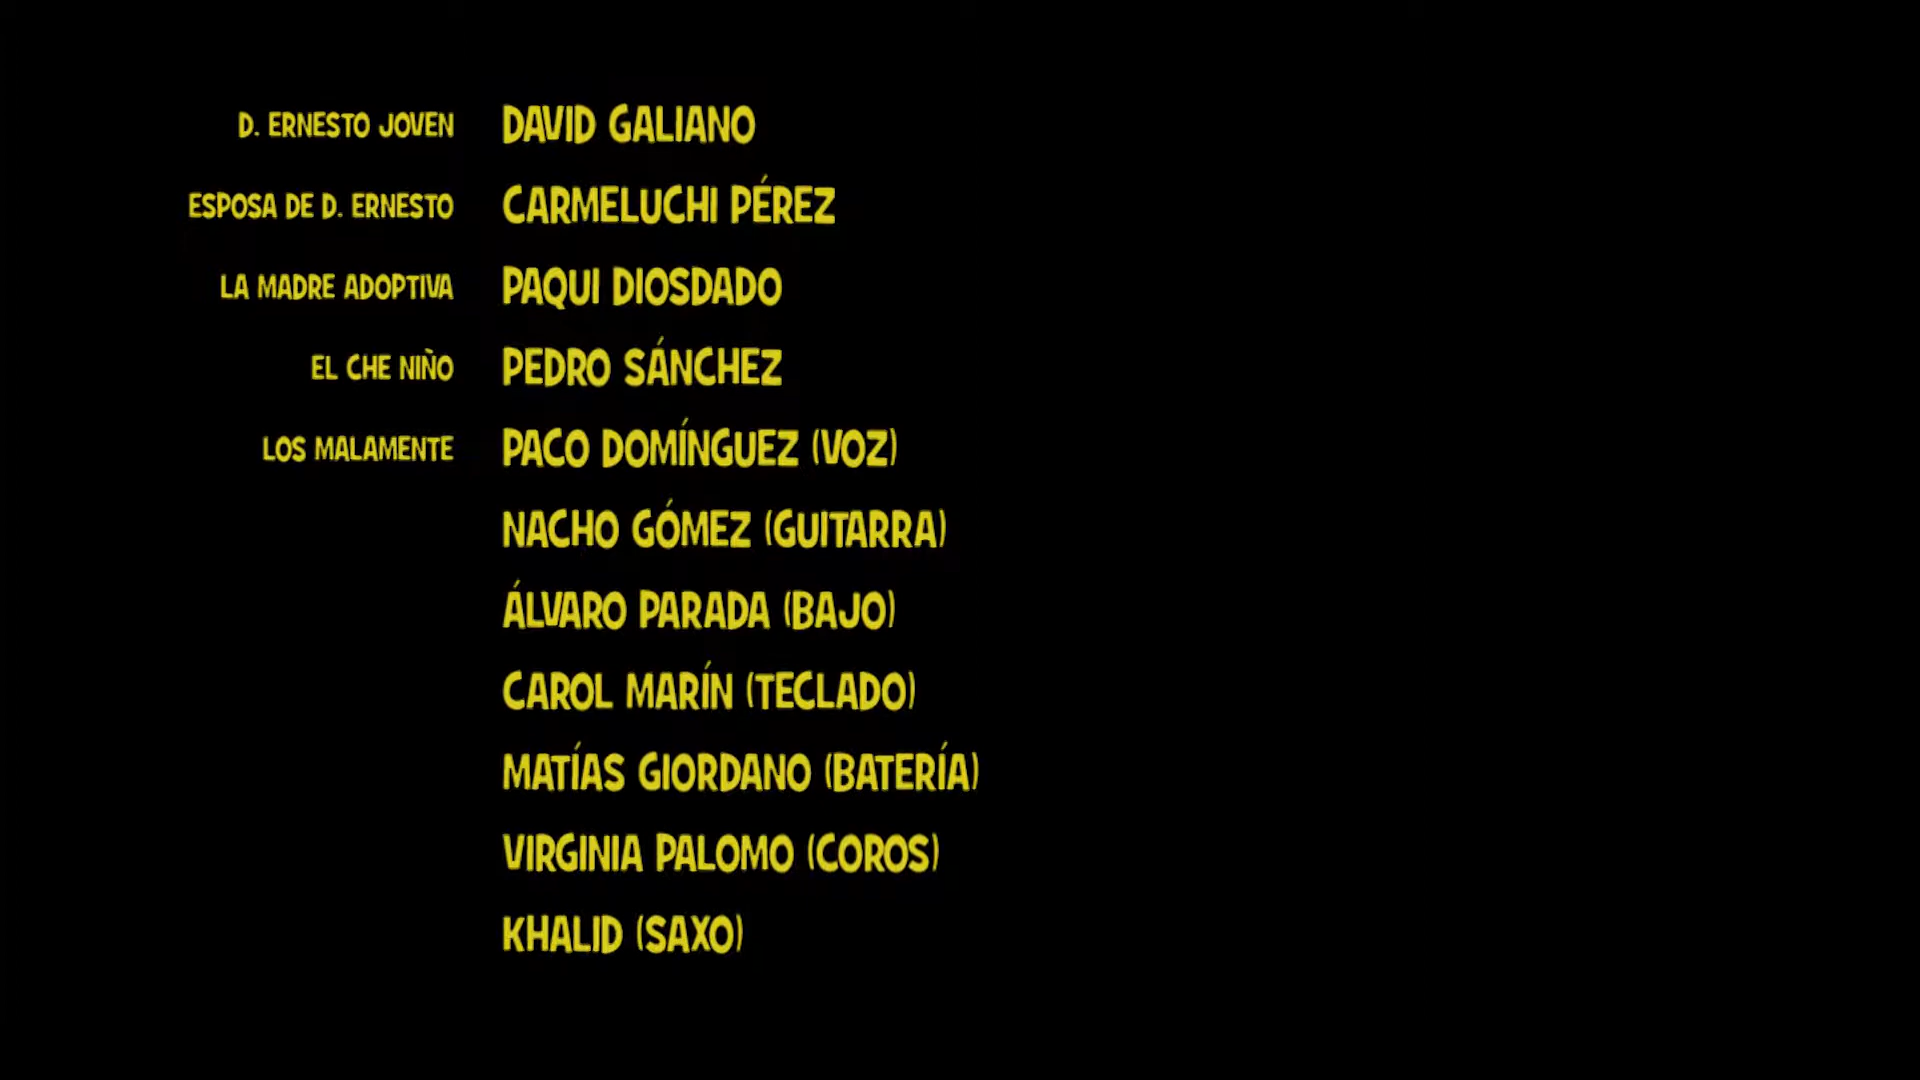 D. ERNESTO JOVEN DAVID GALIANO
ESPOSA DE D. ERNESTO CARMELUCHI PÉREZ
LA MADRE ADOPTIVA PAQUI DIOSDADO
EL CHE NIÑO PEDRO SÁNCHEZ
LOS MALAMENTE PACO DOMÍNGUEZ (VOZ)
NACHO GÓMEZ (GUITARRA)
ÁLVARO PARADA (BAJO)
CAROL MARÍN (TECLADO)
MATÍAS GIORDANO (BATERÍA)
VIRGINIA PALOMO (COROS)
KHALID (SAXO)